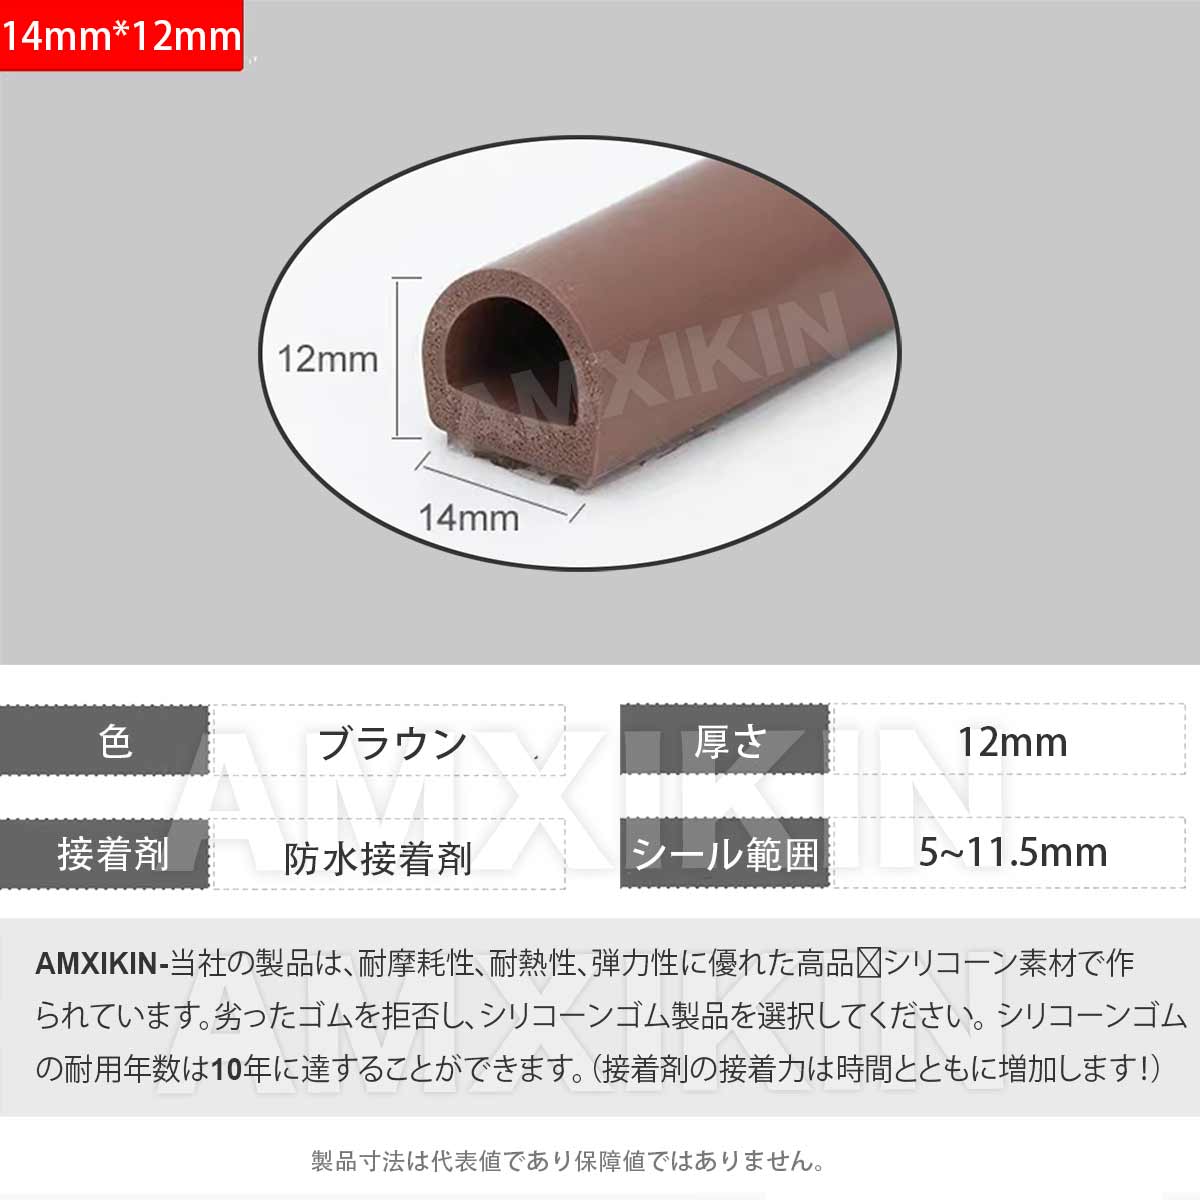 14mm*12mm
12mm
AMXIKIN
14mm
色 ブラウン 厚さ 12mm
接着剤 防水接着剤 シール範囲 5~11.5mm
AMXIKIN
AMXIKIN-当社の製品は、耐摩耗性、耐熱性、弾力性に優れた高品☒シリコーン素材で作
られています。劣ったゴムを拒否し、シリコーンゴム製品を選択してください。シリコーンゴム
の耐用年数は10年に達することができます。（接着剤の接着力は時間とともに増加します！）
AMXIKIN
製品寸法は代表値であり保障値ではありません。